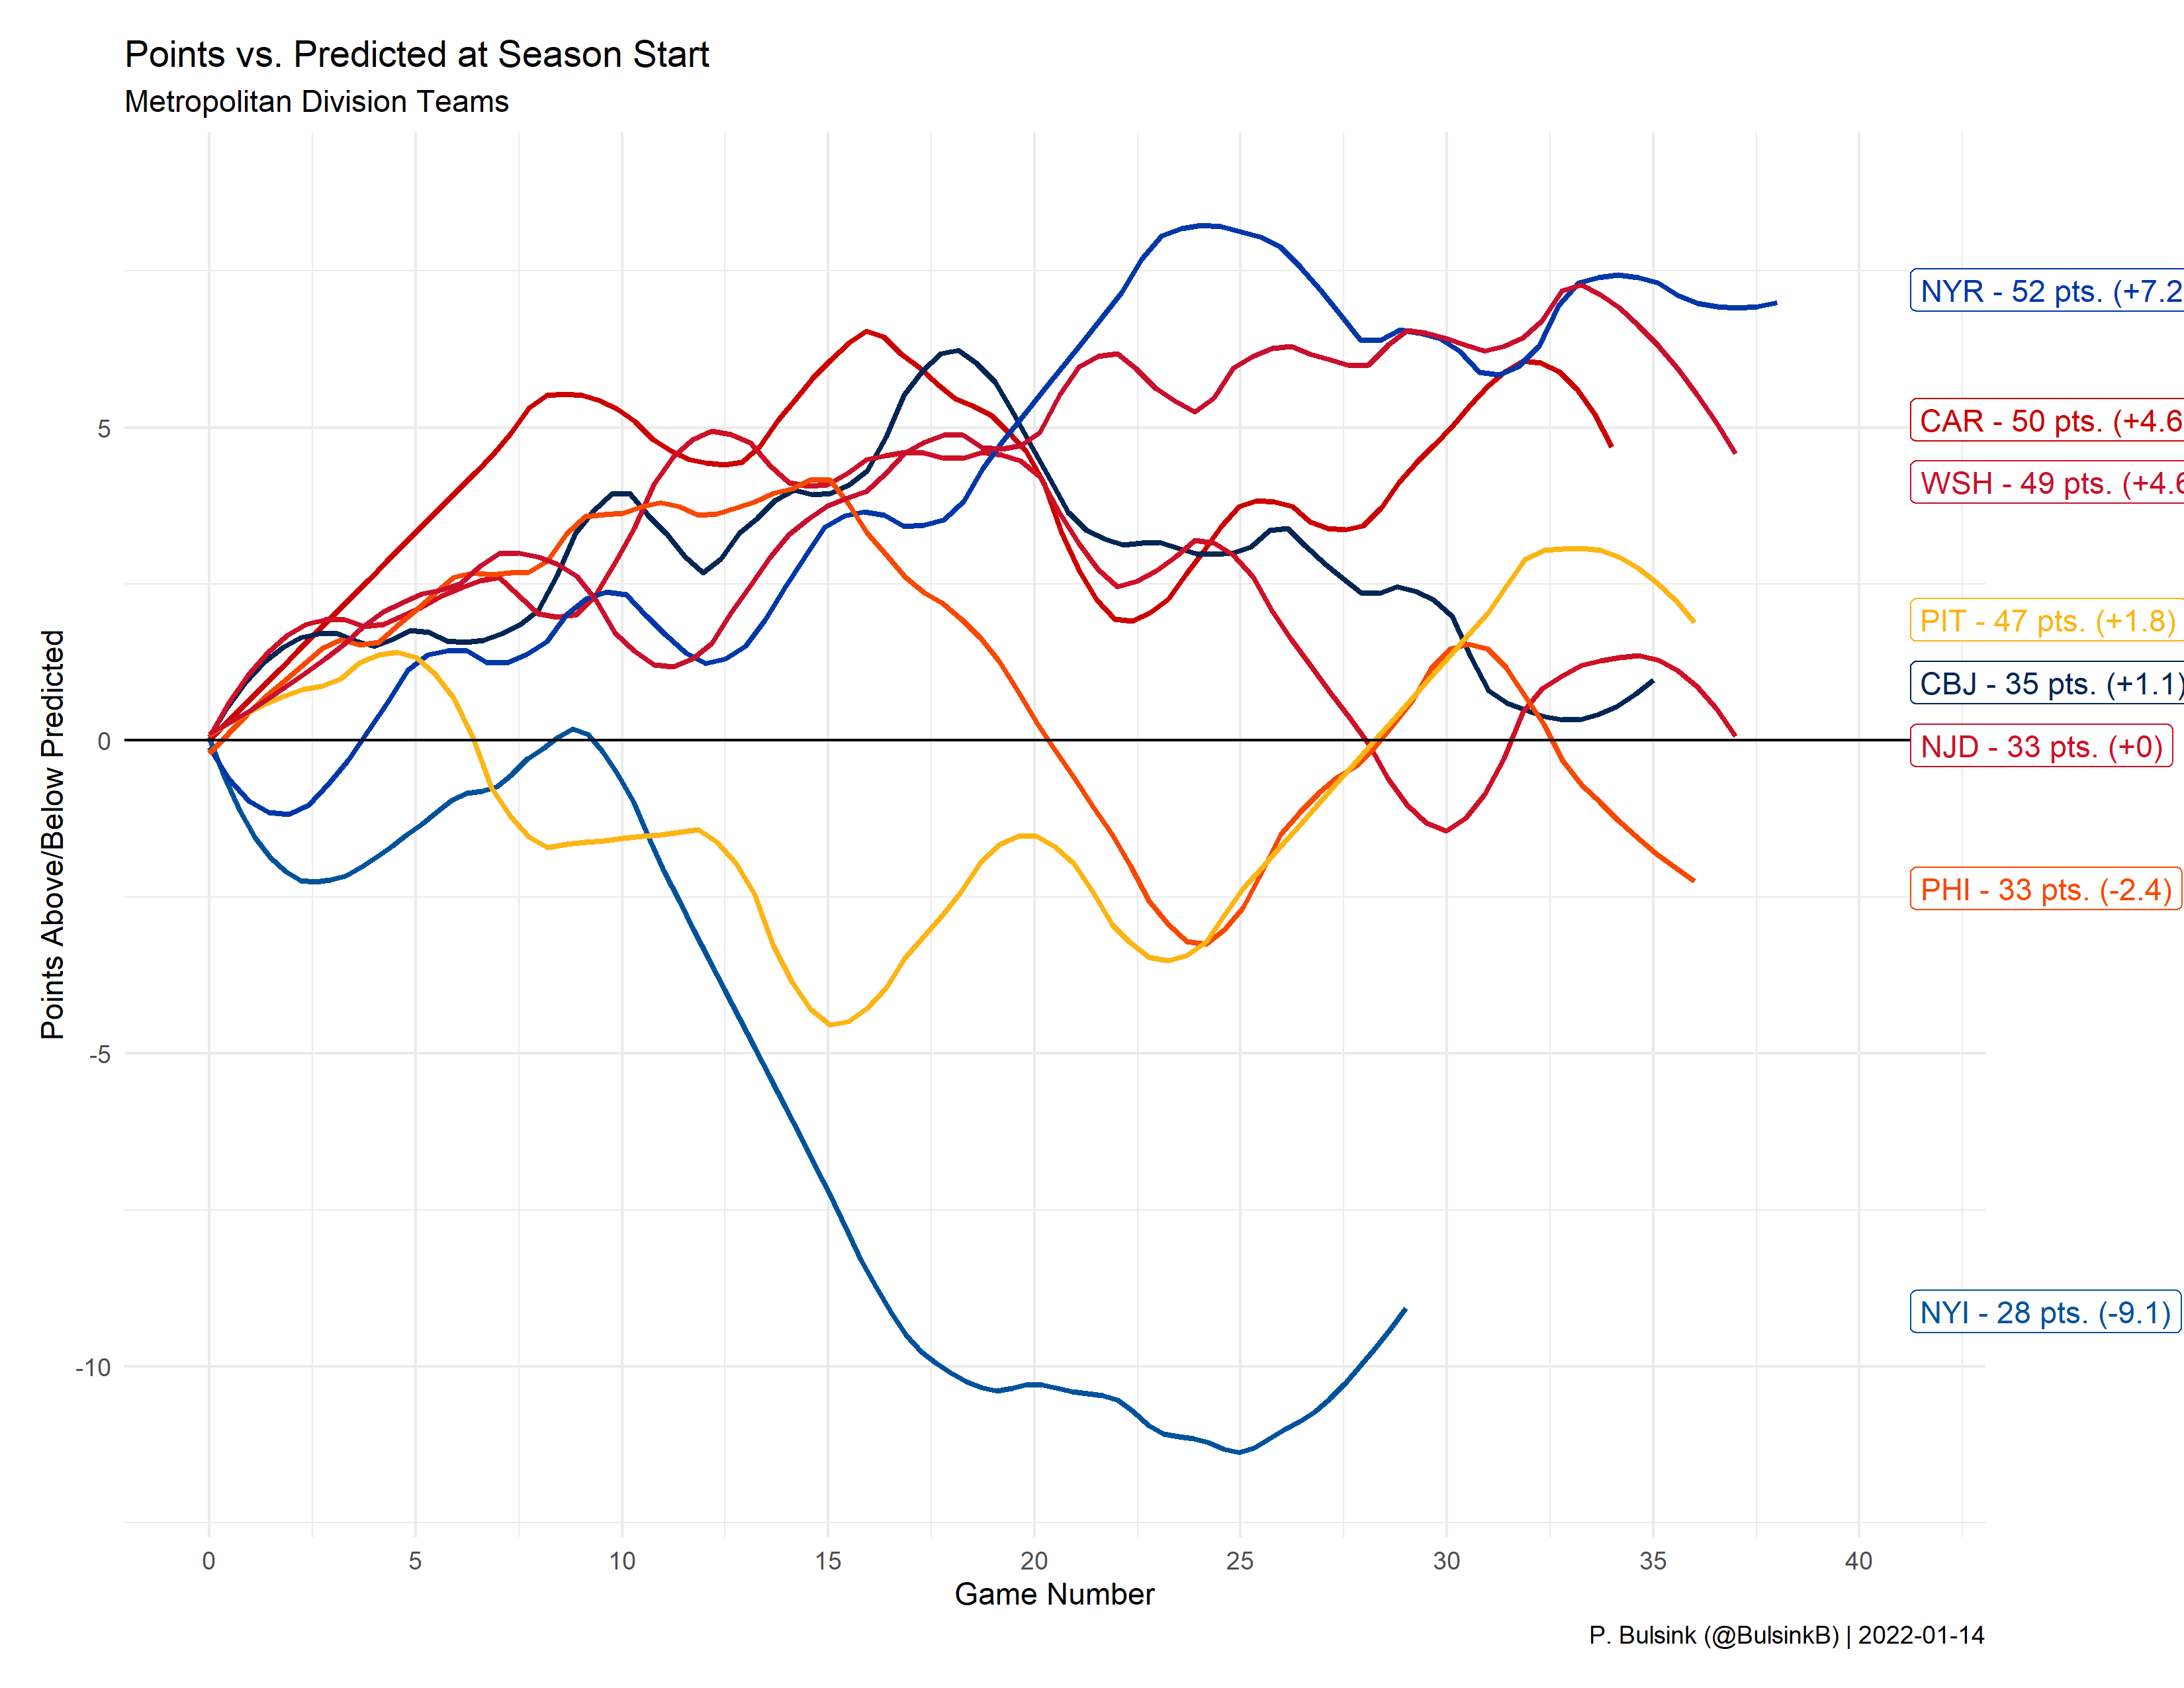 Points vs. Predicted at Season Start
Metropolitan Division Teams
Points Above/Below Predicted
5
0
-5
-10
NYR - 52 pts. (+7.2
CAR - 50 pts. (+4.6
WSH - 49 pts. (+4.6
PIT - 47 pts. (+1.8)
CBJ - 35 pts. (+1.1)
NJD - 33 pts. (+0)
PHI - 33 pts. (-2.4)
NYI - 28 pts. (-9.1)
0 5 10 15 20 25 30 35 40
Game Number
P. Bulsink (@BulsinkB) | 2022-01-14